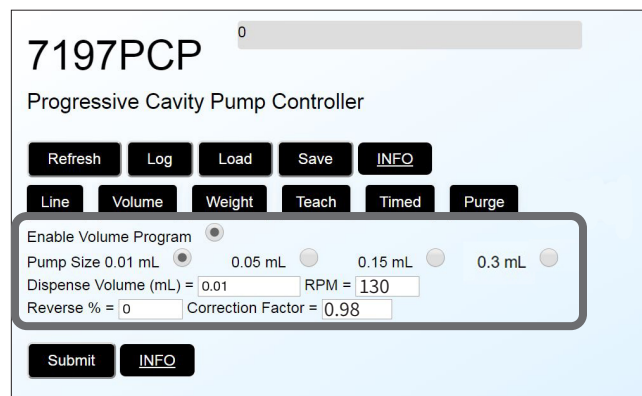 0
7197PCP
Progressive Cavity Pump Controller
Refresh Log Load Save INFO
Line Volume Weight Teach Timed Purge
Enable Volume Program
Pump Size 0.01 mL 0.05 mL 0.15 mL 0.3 mL
Dispense Volume (mL) = 0.01 RPM = 130
Reverse % = 0 Correction Factor = 0.98
Submit INFO